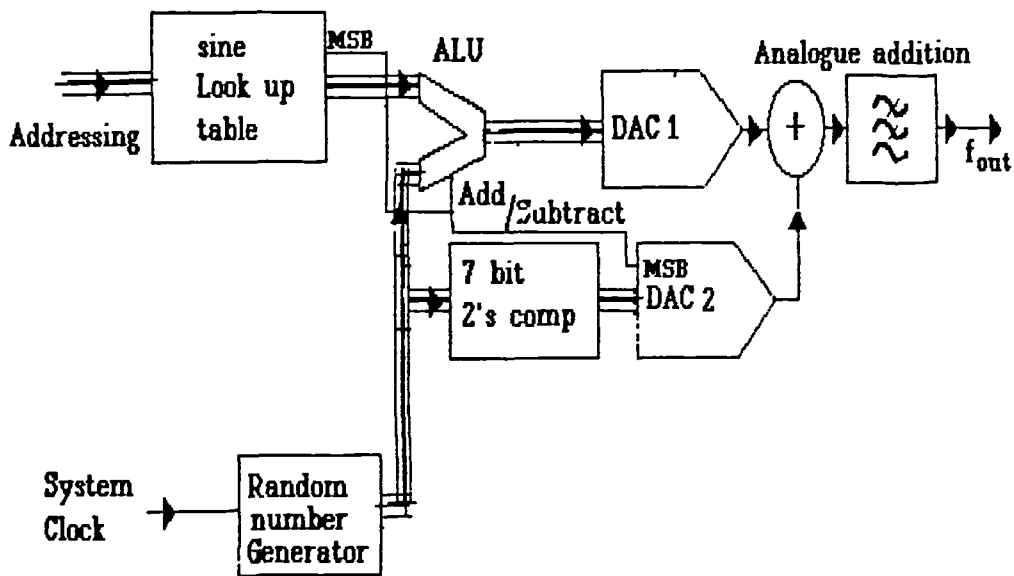 sine
Look up
table
MSB
ALU
Addressing
Analogue addition
DAC 1
+
f_out
Add/Subtract
7 bit
2's comp
MSB
DAC 2
System
Clock
Random
number
Generator